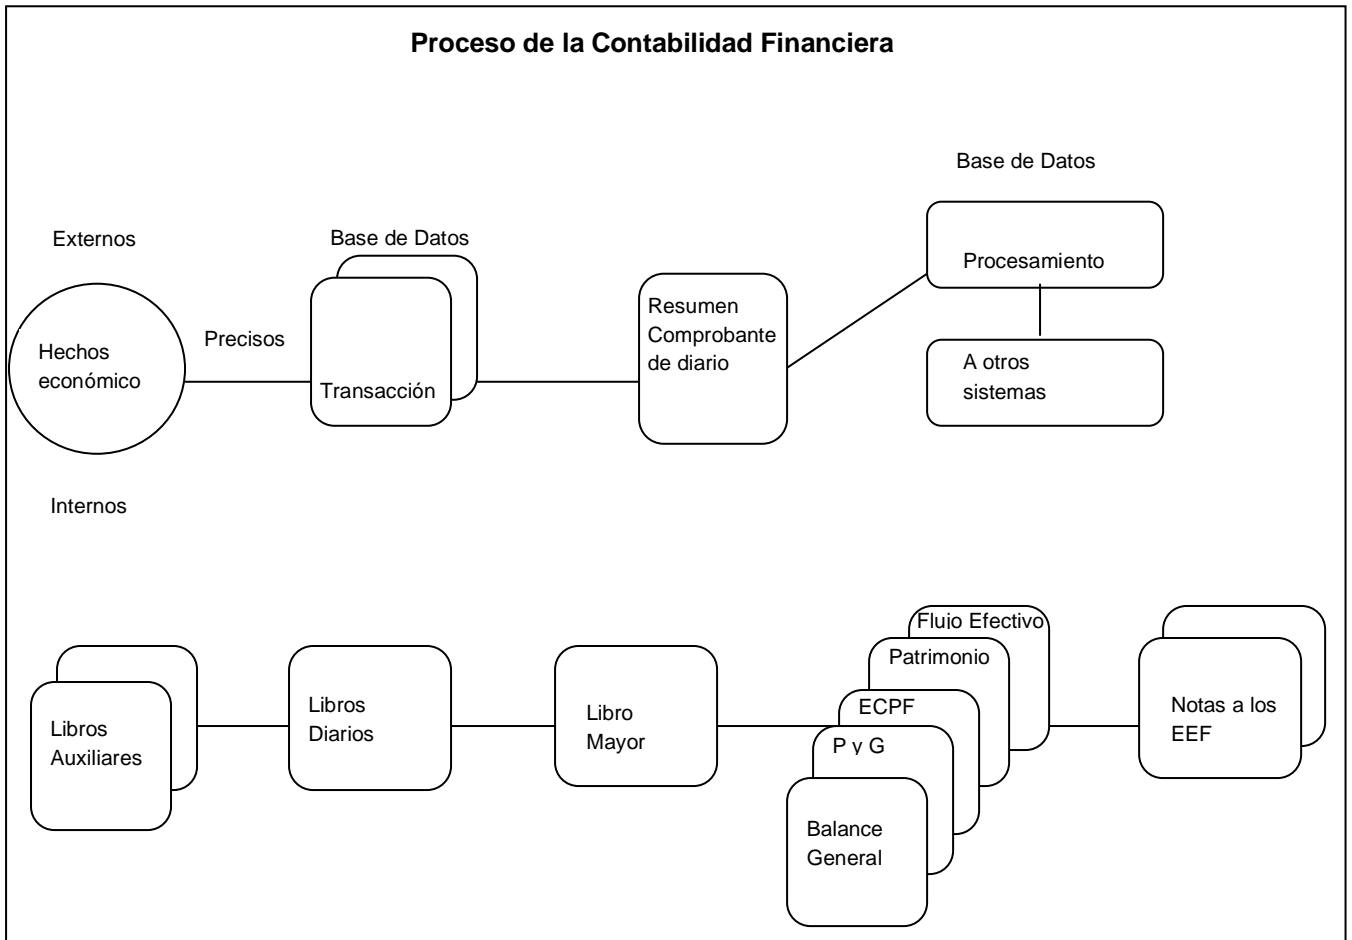 Proceso de la Contabilidad Financiera
Base de Datos
Externos
Base de Datos
Procesamiento
Hechos
económico
Precisos
Transacción
Resumen
Comprobante
de diario
A otros
sistemas
Internos
Libros
Auxiliares
Libros
Diarios
Libro
Mayor
Flujo Efectivo
Patrimonio
ECPF
P y G
Balance
General
Notas a los
EEF